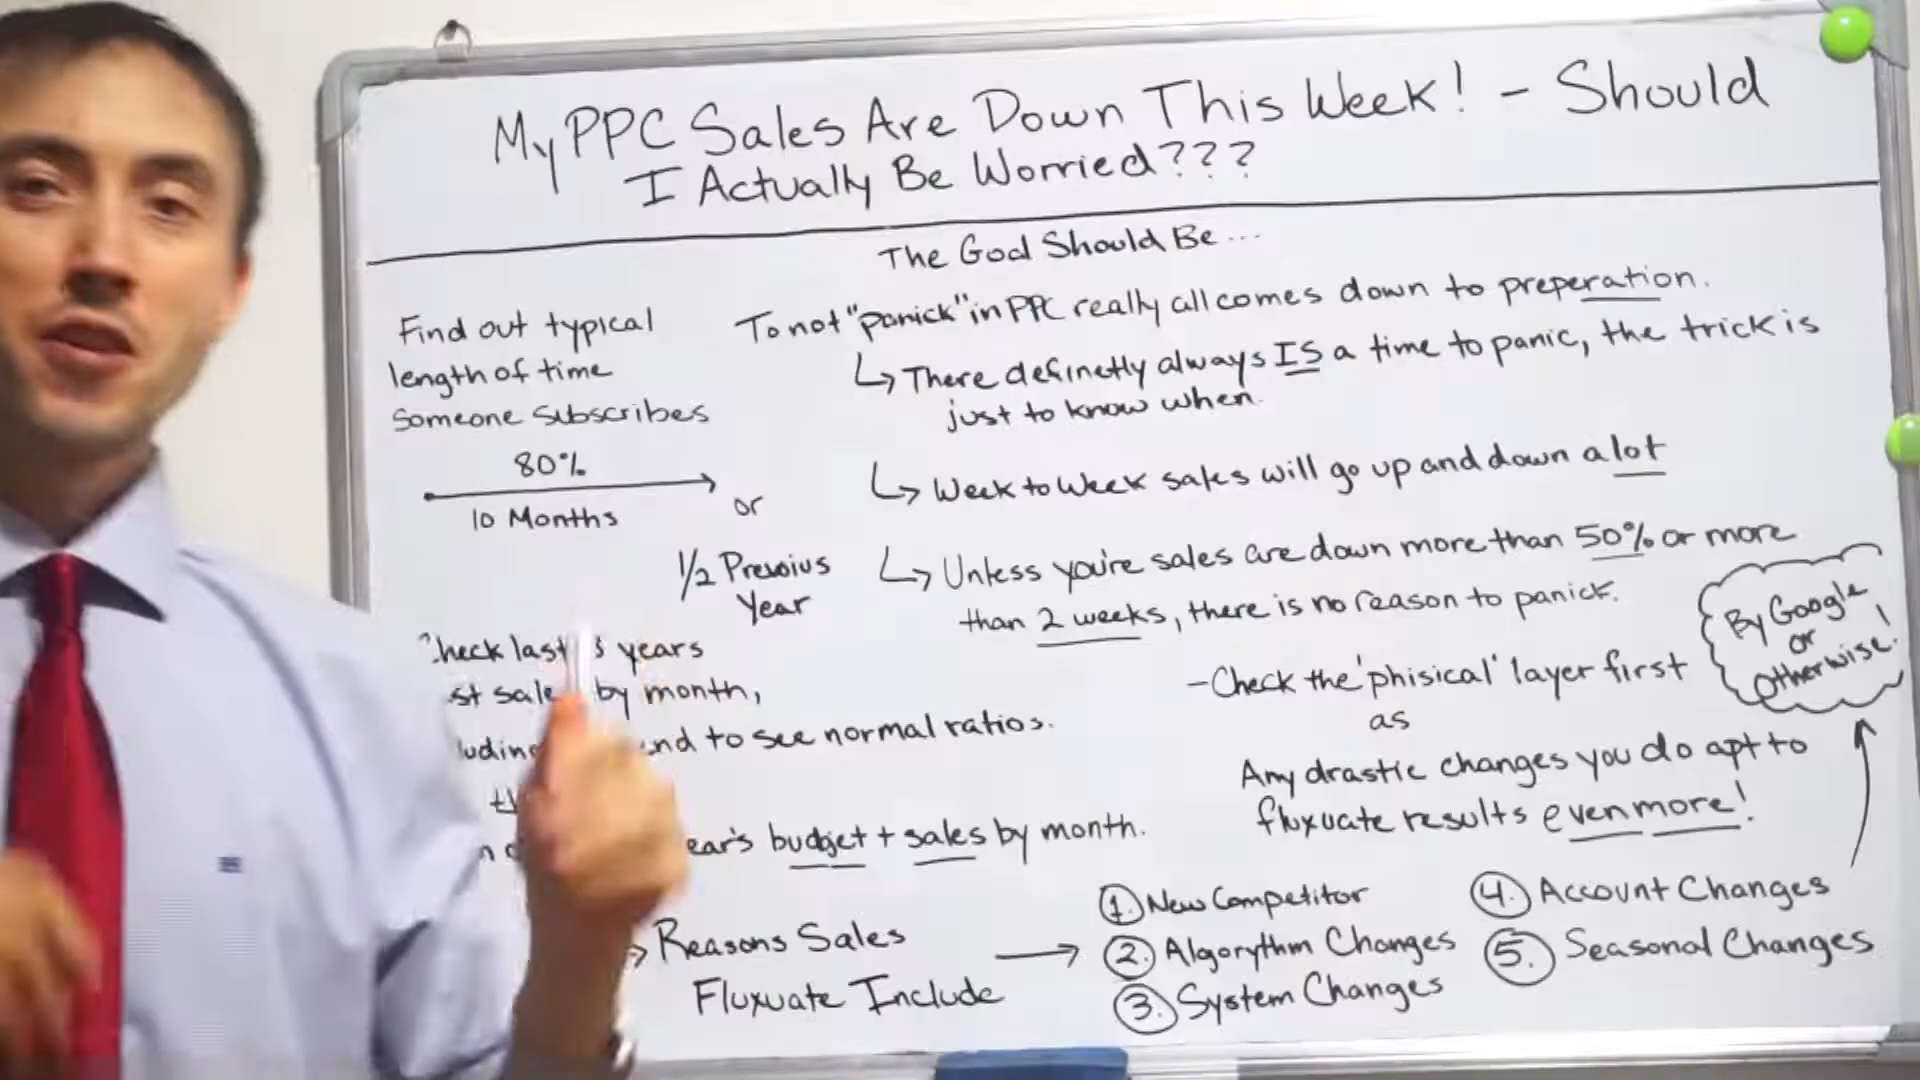 My PPC Sales Are Down This Week! - Should
I Actually Be Worried???
The Goal Should Be...
Find out typical
length of time
Someone Subscribes
80%
10 Months
or
1/2 Previous
Year
years
by month,
to see normal ratios.
budget + sales by month.
To not "panick" in PPC really all comes down to preperation.
↳ There definetly always IS a time to panic, the trick is
just to know when.
↳ Week to Week sales will go up and down a lot
↳ Unless you're sales are down more than 50% or more
than 2 weeks, there is no reason to panick.
- Check the 'phisical' layer first
as
Any drastic changes you do apt to
fluxuate results even more!
By Google
or
Otherwise!
Reasons Sales
Fluxuate Include
→
1. New Competitor
2. Algorythm Changes
3. System Changes
4. Account Changes
5. Seasonal Changes